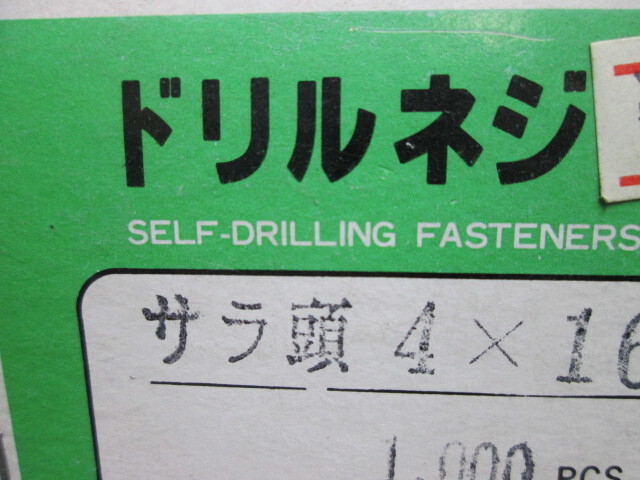 ドリルネジ
SELF-DRILLING FASTENERS
サラ頭 4×16
1,000 PCS